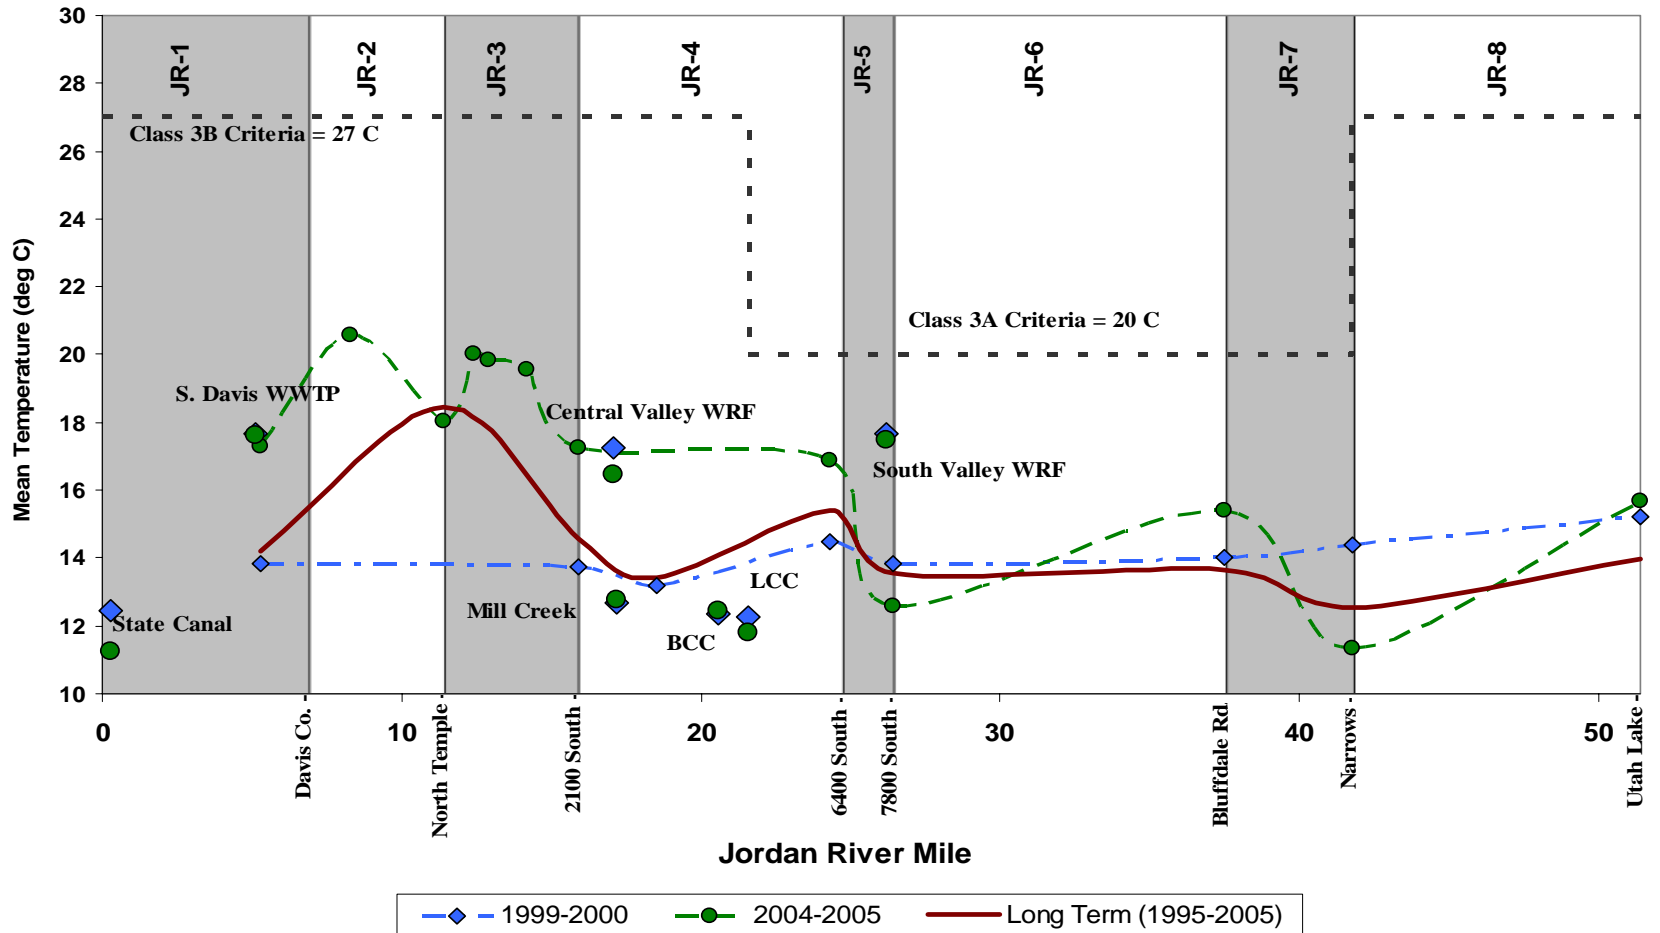 30
28
26
24
22
20
18
16
14
12
10
Mean Temperature (deg C)
JR-1
JR-2
JR-3
JR-4
JR-5
JR-6
JR-7
JR-8
Class 3B Criteria = 27 C
Class 3A Criteria = 20 C
S. Davis WWTP
Central Valley WRF
South Valley WRF
LCC
Mill Creek
BCC
State Canal
0
10
20
30
40
50
Davis Co.
North Temple
2100 South
6400 South
7800 South
Bluffdale Rd.
Narrows
Utah Lake
Jordan River Mile
1999-2000
2004-2005
Long Term (1995-2005)